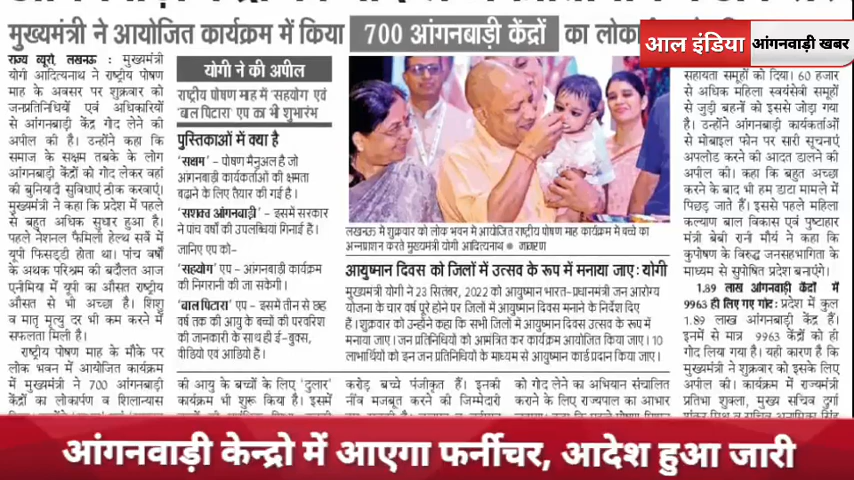 मुख्यमंत्री ने आयोजित कार्यक्रम में किया 700 आंगनबाड़ी केंद्रों का
आल इंडिया आंगनवाड़ी खबर
राज्य ब्यूरो, लखनऊ : मुख्यमंत्री
योगी आदित्यनाथ ने राष्ट्रीय पोषण
माह के अवसर पर शुक्रवार को
जनप्रतिनिधियों एवं अधिकारियों
से आंगनबाड़ी केंद्र गोद लेने की
अपील की है। उन्होंने कहा कि
समाज के सक्षम तबके के लोग
आंगनबाड़ी केंद्रों को गोद लेकर वहां
की बुनियादी सुविधाएं ठीक करवाएं।
मुख्यमंत्री ने कहा कि प्रदेश में पहले
से बहुत अधिक सुधार हुआ है।
पहले नेशनल फैमिली हेल्थ सर्वे में
यूपी फिसड्डी होता था। पांच वर्षों
के अथक परिश्रम की बदौलत आज
एनीमिया में यूपी का औसत राष्ट्रीय
औसत से भी अच्छा है। शिशु
व मातृ मृत्यु दर भी कम करने में
सफलता मिली है।
राष्ट्रीय पोषण माह के मौके पर
लोक भवन में आयोजित कार्यक्रम
में मुख्यमंत्री ने 700 आंगनबाड़ी
केंद्रों का लोकार्पण व शिलान्यास
योगी ने की अपील
राष्ट्रीय पोषण माह में 'सहयोग' एवं
'बाल पिटारा' एप का भी शुभारंभ
पुस्तिकाओं में क्या है
'सक्षम' – पोषण मैनुअल है जो
आंगनबाड़ी कार्यकर्ताओं की क्षमता
बढ़ाने के लिए तैयार की गई है।
'सशक्त आंगनवाड़ी' – इसमें सरकार
ने पांच वर्षों की उपलब्धियां गिनाई हैं।
जानिए एप को–
'सहयोग' एप – आंगनबाड़ी कार्यक्रम
की निगरानी की जा सकेगी।
'बाल पिटारा' एप – इसमें तीन से छह
वर्ष तक की आयु के बच्चों की परवरिश
की जानकारी के साथ ही ई-बुक्स,
वीडियो एवं आडियो हैं।
की आयु के बच्चों के लिए 'दुलार'
कार्यक्रम भी शुरू किया है। इसमें
लखनऊ में शुक्रवार को लोक भवन में आयोजित राष्ट्रीय पोषण माह कार्यक्रम में बच्चे का
अन्नप्राशन करते मुख्यमंत्री योगी आदित्यनाथ ● जागरण
आयुष्मान दिवस को जिलों में उत्सव के रूप में मनाया जाए : योगी
मुख्यमंत्री योगी ने 23 सितंबर, 2022 को आयुष्मान भारत-प्रधानमंत्री जन आरोग्य
योजना के चार वर्ष पूरे होने पर जिलों में आयुष्मान दिवस मनाने के निर्देश दिए
हैं। शुक्रवार को उन्होंने कहा कि सभी जिलों में आयुष्मान दिवस उत्सव के रूप में
मनाया जाए। जन प्रतिनिधियों को आमंत्रित कर कार्यक्रम आयोजित किया जाए। 10
लाभार्थियों को इन जन प्रतिनिधियों के माध्यम से आयुष्मान कार्ड प्रदान किया जाए।
करोड़ बच्चे पंजीकृत हैं। इनकी
नींव मजबूत करने की जिम्मेदारी
को गोद लेने का अभियान संचालित
कराने के लिए राज्यपाल का आभार
सहायता समूहों को दिया। 60 हजार
से अधिक महिला स्वयंसेवी समूहों
से जुड़ी बहनों को इससे जोड़ा गया
है। उन्होंने आंगनबाड़ी कार्यकर्ताओं
से मोबाइल फोन पर सारी सूचनाएं
अपलोड करने की आदत डालने की
अपील की। कहा कि बहुत अच्छा
करने के बाद भी हम डाटा मामले में
पिछड़ जाते हैं। इससे पहले महिला
कल्याण बाल विकास एवं पुष्टाहार
मंत्री बेबी रानी मौर्य ने कहा कि
कुपोषण के विरुद्ध जनसहभागिता के
माध्यम से सुपोषित प्रदेश बनाएंगे।
1.89 लाख आंगनबाड़ी केंद्रों में
9963 ही लिए गए गोद : प्रदेश में कुल
1.89 लाख आंगनबाड़ी केंद्र हैं।
इनमें से मात्र 9963 केंद्रों को ही
गोद लिया गया है। यही कारण है कि
मुख्यमंत्री ने शुक्रवार को इसके लिए
अपील की। कार्यक्रम में राज्यमंत्री
प्रतिभा शुक्ला, मुख्य सचिव दुर्गा
आंगनवाड़ी केन्द्रो में आएगा फर्नीचर, आदेश हुआ जारी